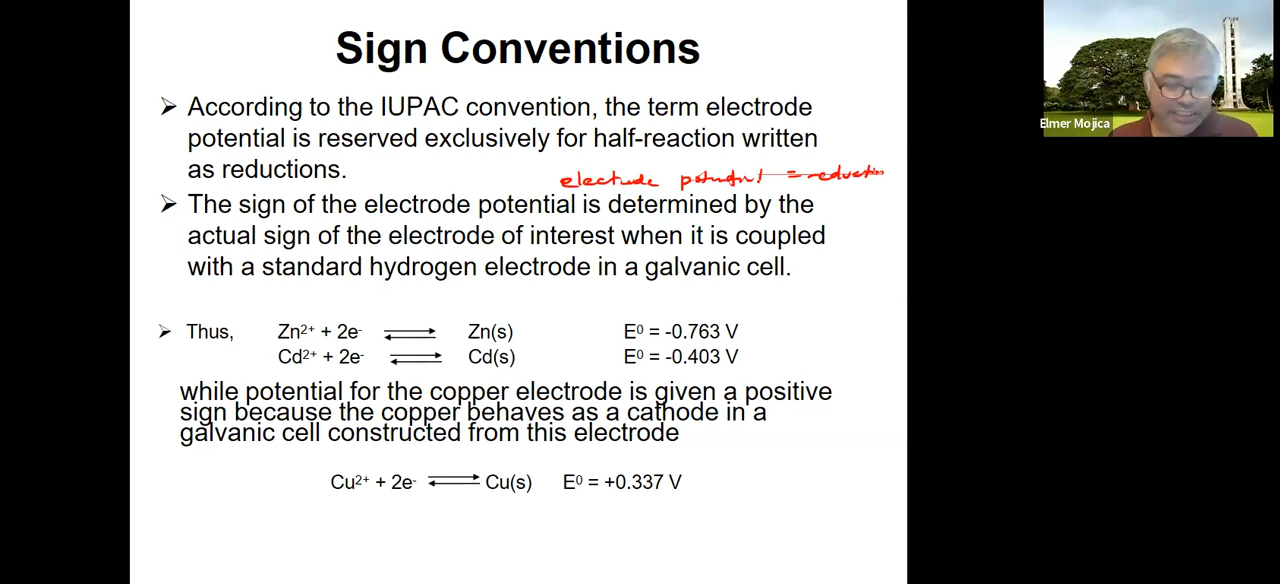 Sign Conventions
➤ According to the IUPAC convention, the term electrode
potential is reserved exclusively for half-reaction written
as reductions.
electrode potential = reduction
➤ The sign of the electrode potential is determined by the
actual sign of the electrode of interest when it is coupled
with a standard hydrogen electrode in a galvanic cell.
➤ Thus, Zn²⁺ + 2e⁻ ⇌ Zn(s) E⁰ = -0.763 V
Cd²⁺ + 2e⁻ ⇌ Cd(s) E⁰ = -0.403 V
while potential for the copper electrode is given a positive
sign because the copper behaves as a cathode in a
galvanic cell constructed from this electrode
Cu²⁺ + 2e⁻ ⇌ Cu(s) E⁰ = +0.337 V
Elmer Mojica